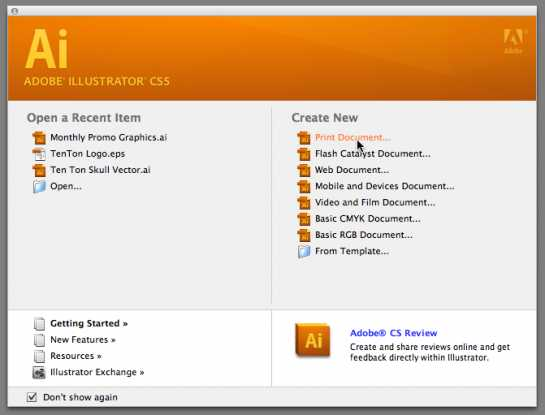 Ai
Adobe
ADOBE® ILLUSTRATOR® CS5
Open a Recent Item
Monthly Promo Graphics.ai
TenTon Logo.eps
Ten Ton Skull Vector.ai
Open...
Create New
Print Document...
Flash Catalyst Document...
Web Document...
Mobile and Devices Document...
Video and Film Document...
Basic CMYK Document...
Basic RGB Document...
From Template...
Getting Started »
New Features »
Resources »
Illustrator Exchange »
Ai
Adobe® CS Review
Create and share reviews online and get
feedback directly within Illustrator.
Don't show again